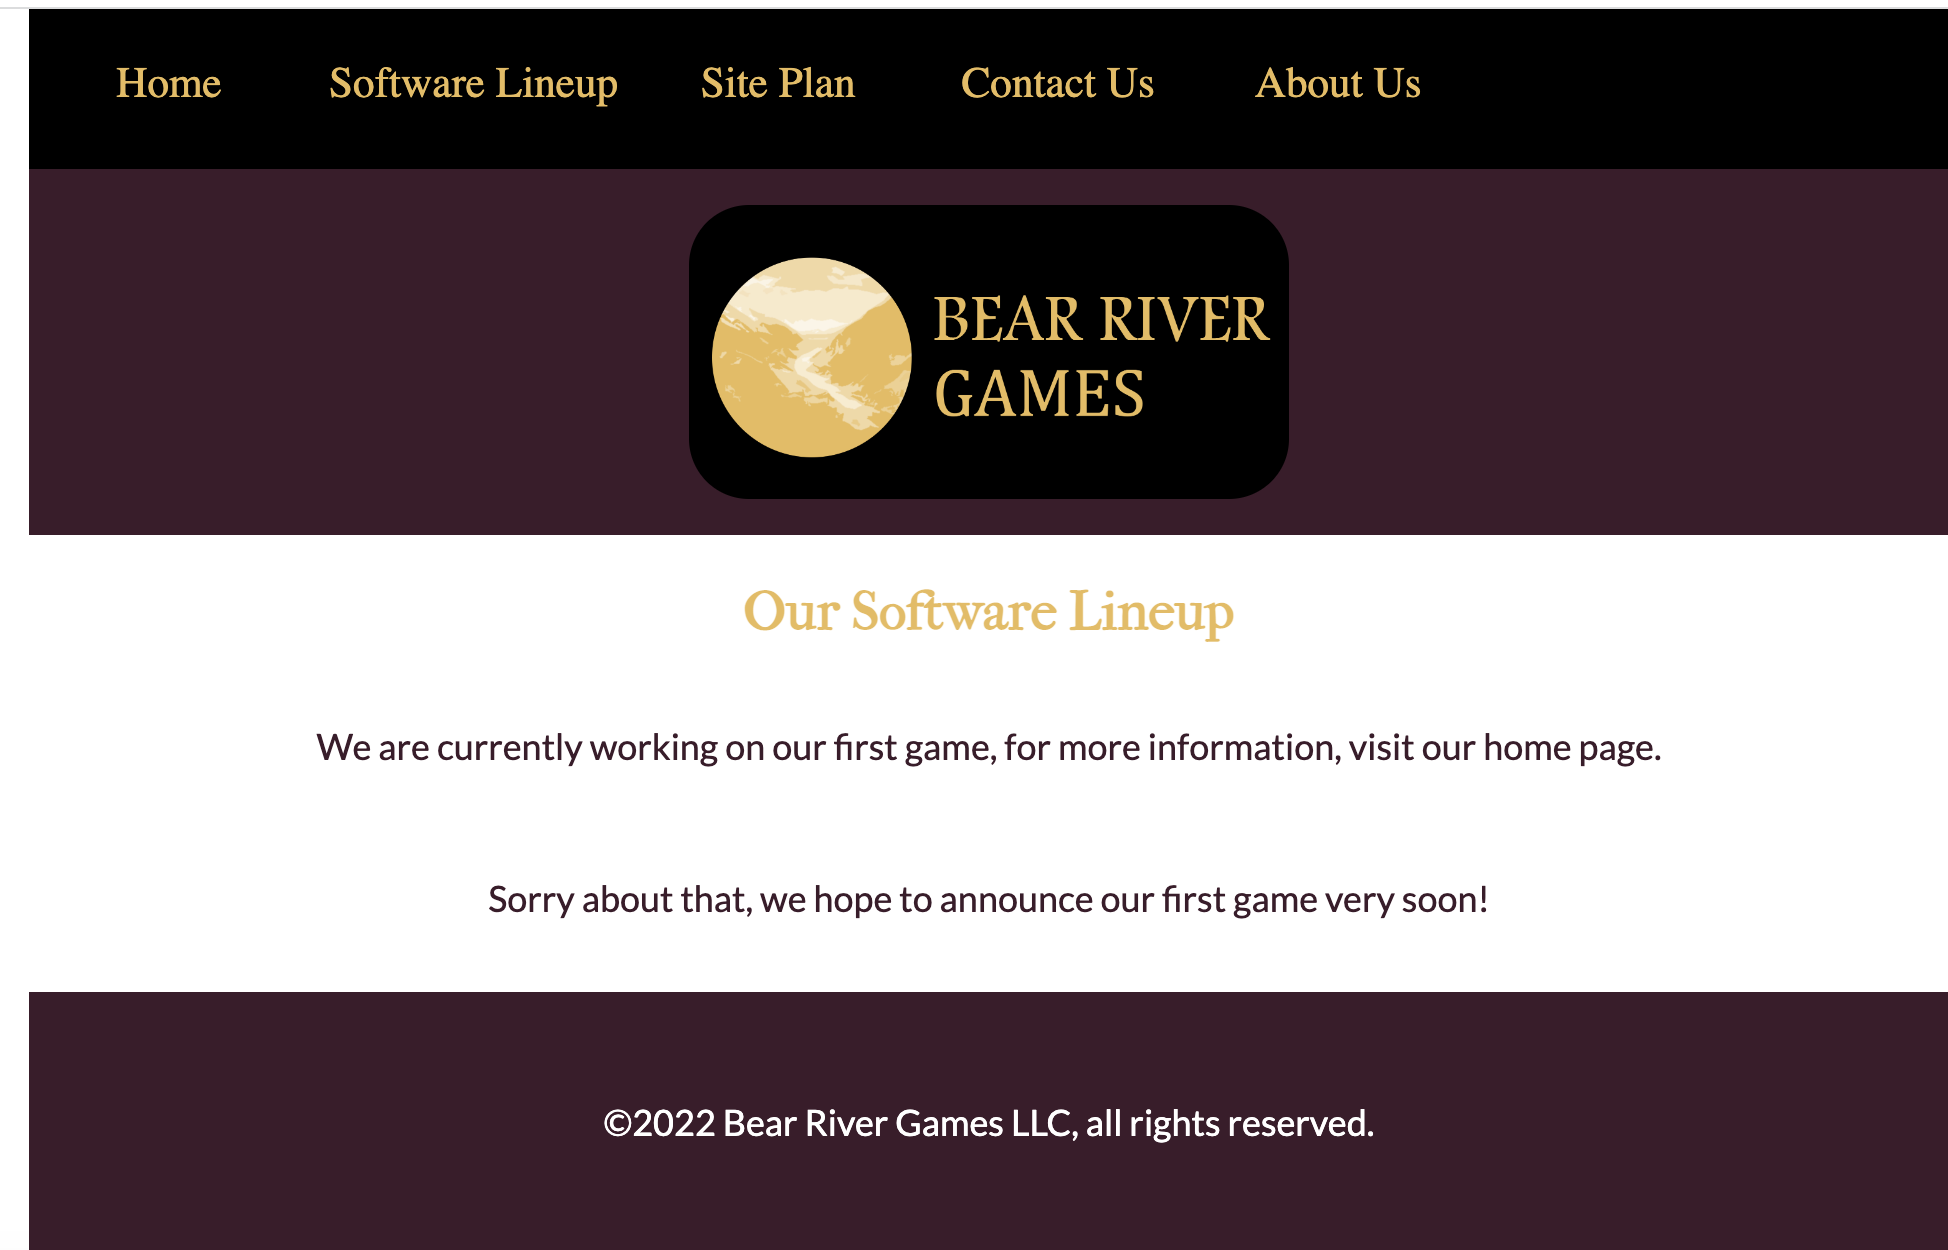 Home Software Lineup Site Plan Contact Us About Us
BEAR RIVER
GAMES
Our Software Lineup
We are currently working on our first game, for more information, visit our home page.
Sorry about that, we hope to announce our first game very soon!
©2022 Bear River Games LLC, all rights reserved.